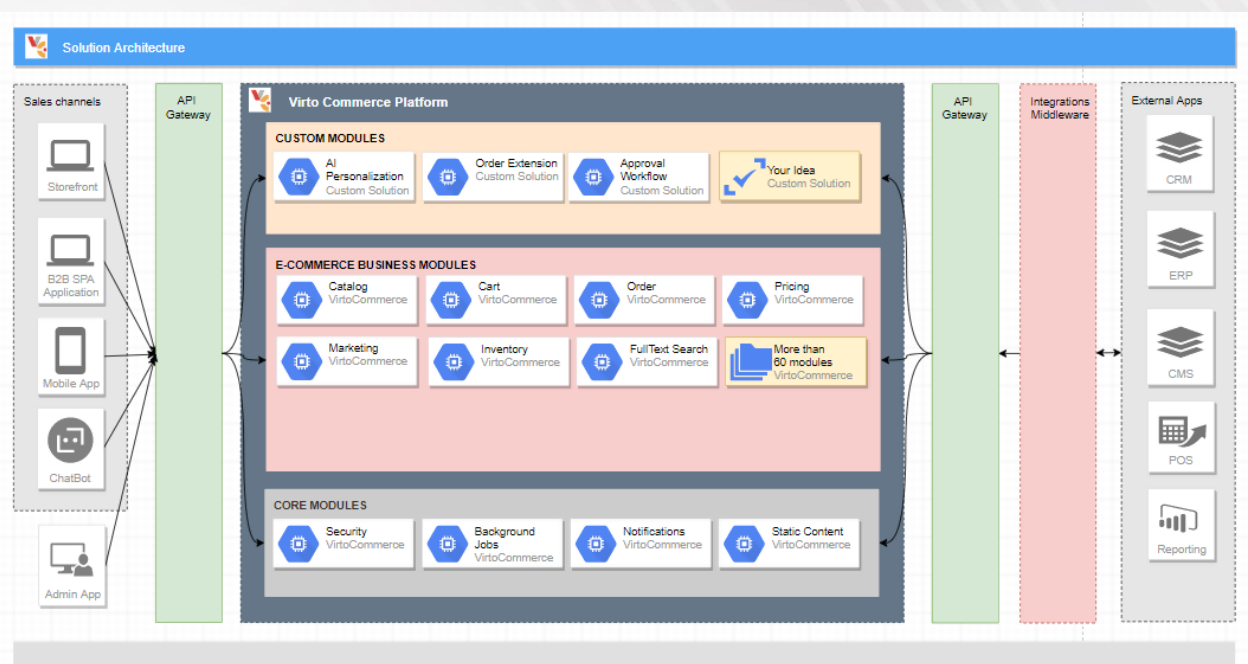 Solution Architecture
Sales channels
Storefront
B2B SPA
Application
Mobile App
ChatBot
Admin App
API
Gateway
Virto Commerce Platform
CUSTOM MODULES
AI
Personalization
Custom Solution
Order Extension
Custom Solution
Approval
Workflow
Custom Solution
Your Idea
Custom Solution
E-COMMERCE BUSINESS MODULES
Catalog
VirtoCommerce
Cart
VirtoCommerce
Order
VirtoCommerce
Pricing
VirtoCommerce
Marketing
VirtoCommerce
Inventory
VirtoCommerce
FullText Search
VirtoCommerce
More than
60 modules
VirtoCommerce
CORE MODULES
Security
VirtoCommerce
Background
Jobs
VirtoCommerce
Notifications
VirtoCommerce
Static Content
VirtoCommerce
API
Gateway
Integrations
Middleware
External Apps
CRM
ERP
CMS
POS
Reporting